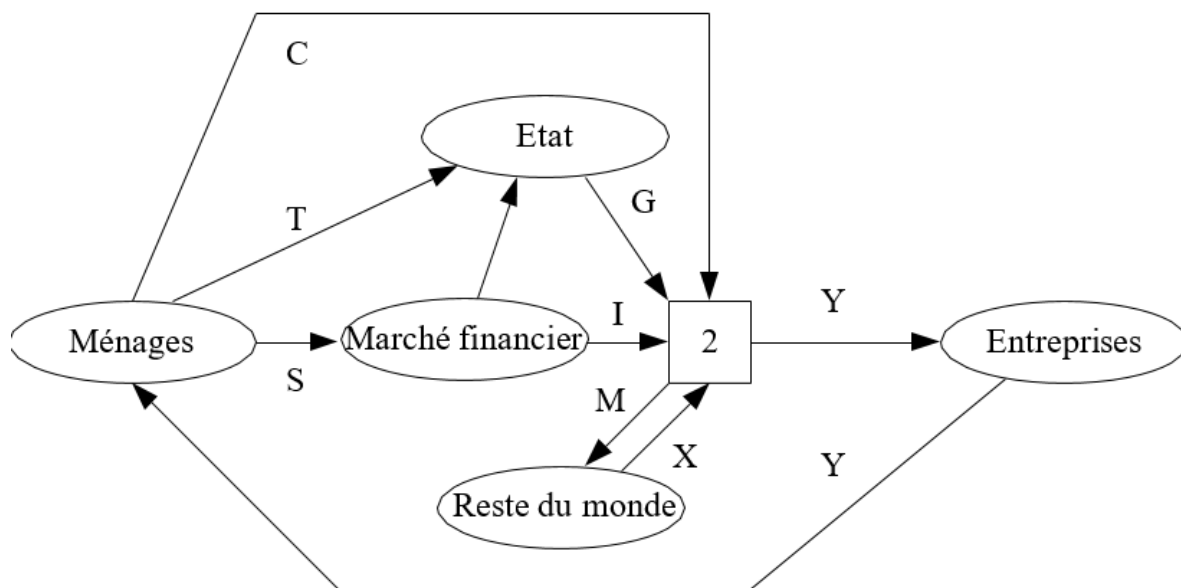 C
Etat
T
G
Ménages
S
Marché financier
I
2
Y
Entreprises
M
X
Y
Reste du monde